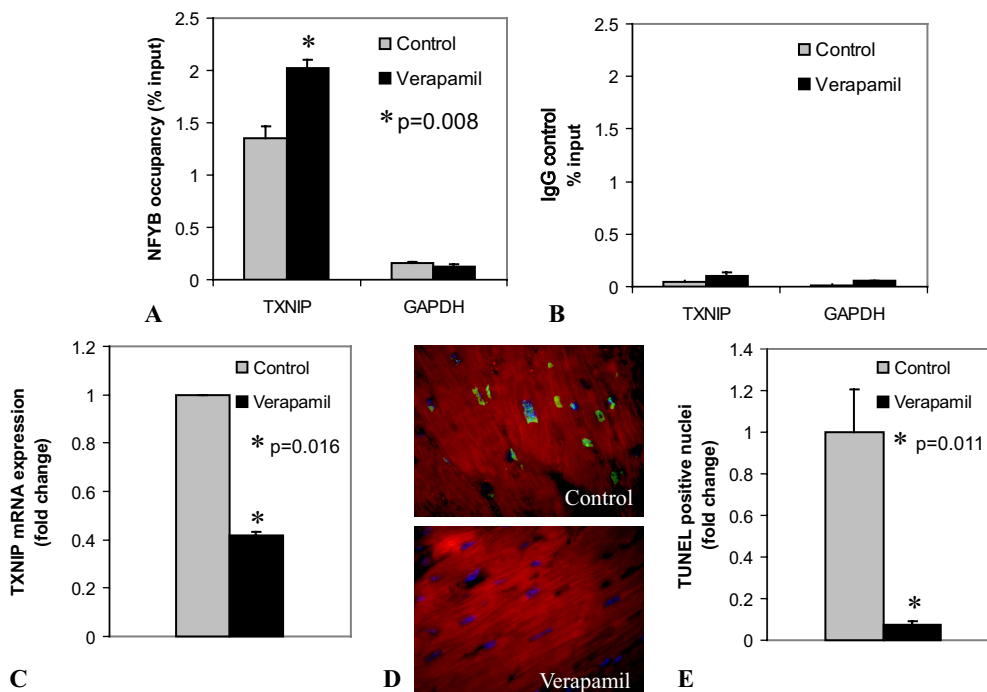 NFYB occupancy (% input)
2.5
2
1.5
1
0.5
0
*
Control
Verapamil
* p=0.008
TXNIP
GAPDH
A
IgG control
% input
2.5
2
1.5
1
0.5
0
Control
Verapamil
TXNIP
GAPDH
B
TXNIP mRNA expression
(fold change)
1.2
1
0.8
0.6
0.4
0.2
0
Control
Verapamil
* p=0.016
*
C
Control
Verapamil
D
TUNEL positive nuclei
(fold change)
1.4
1.2
1
0.8
0.6
0.4
0.2
0
Control
Verapamil
* p=0.011
*
E